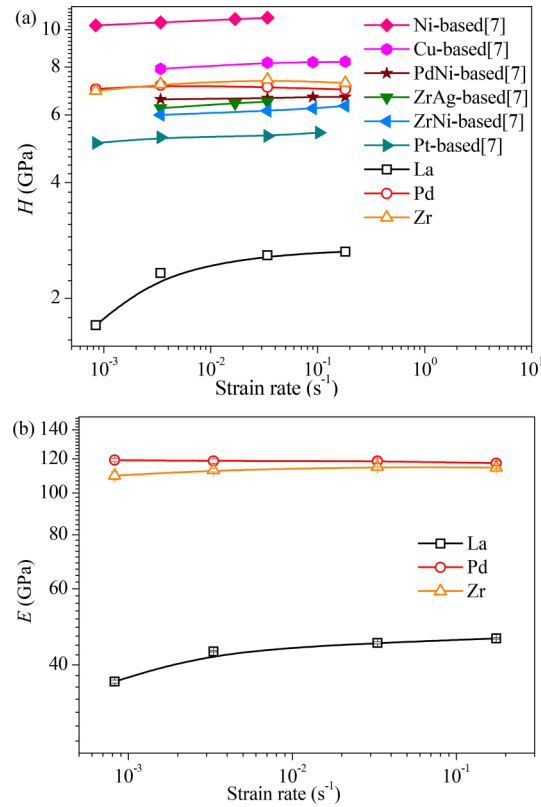 (a)
10
8
6
4
2
H (GPa)
Ni-based[7]
Cu-based[7]
PdNi-based[7]
ZrAg-based[7]
ZrNi-based[7]
Pt-based[7]
La
Pd
Zr
10⁻³ 10⁻² 10⁻¹ 10⁰ 10¹
Strain rate (s⁻¹)
(b)
140
120
100
80
60
40
E (GPa)
La
Pd
Zr
10⁻³ 10⁻² 10⁻¹
Strain rate (s⁻¹)